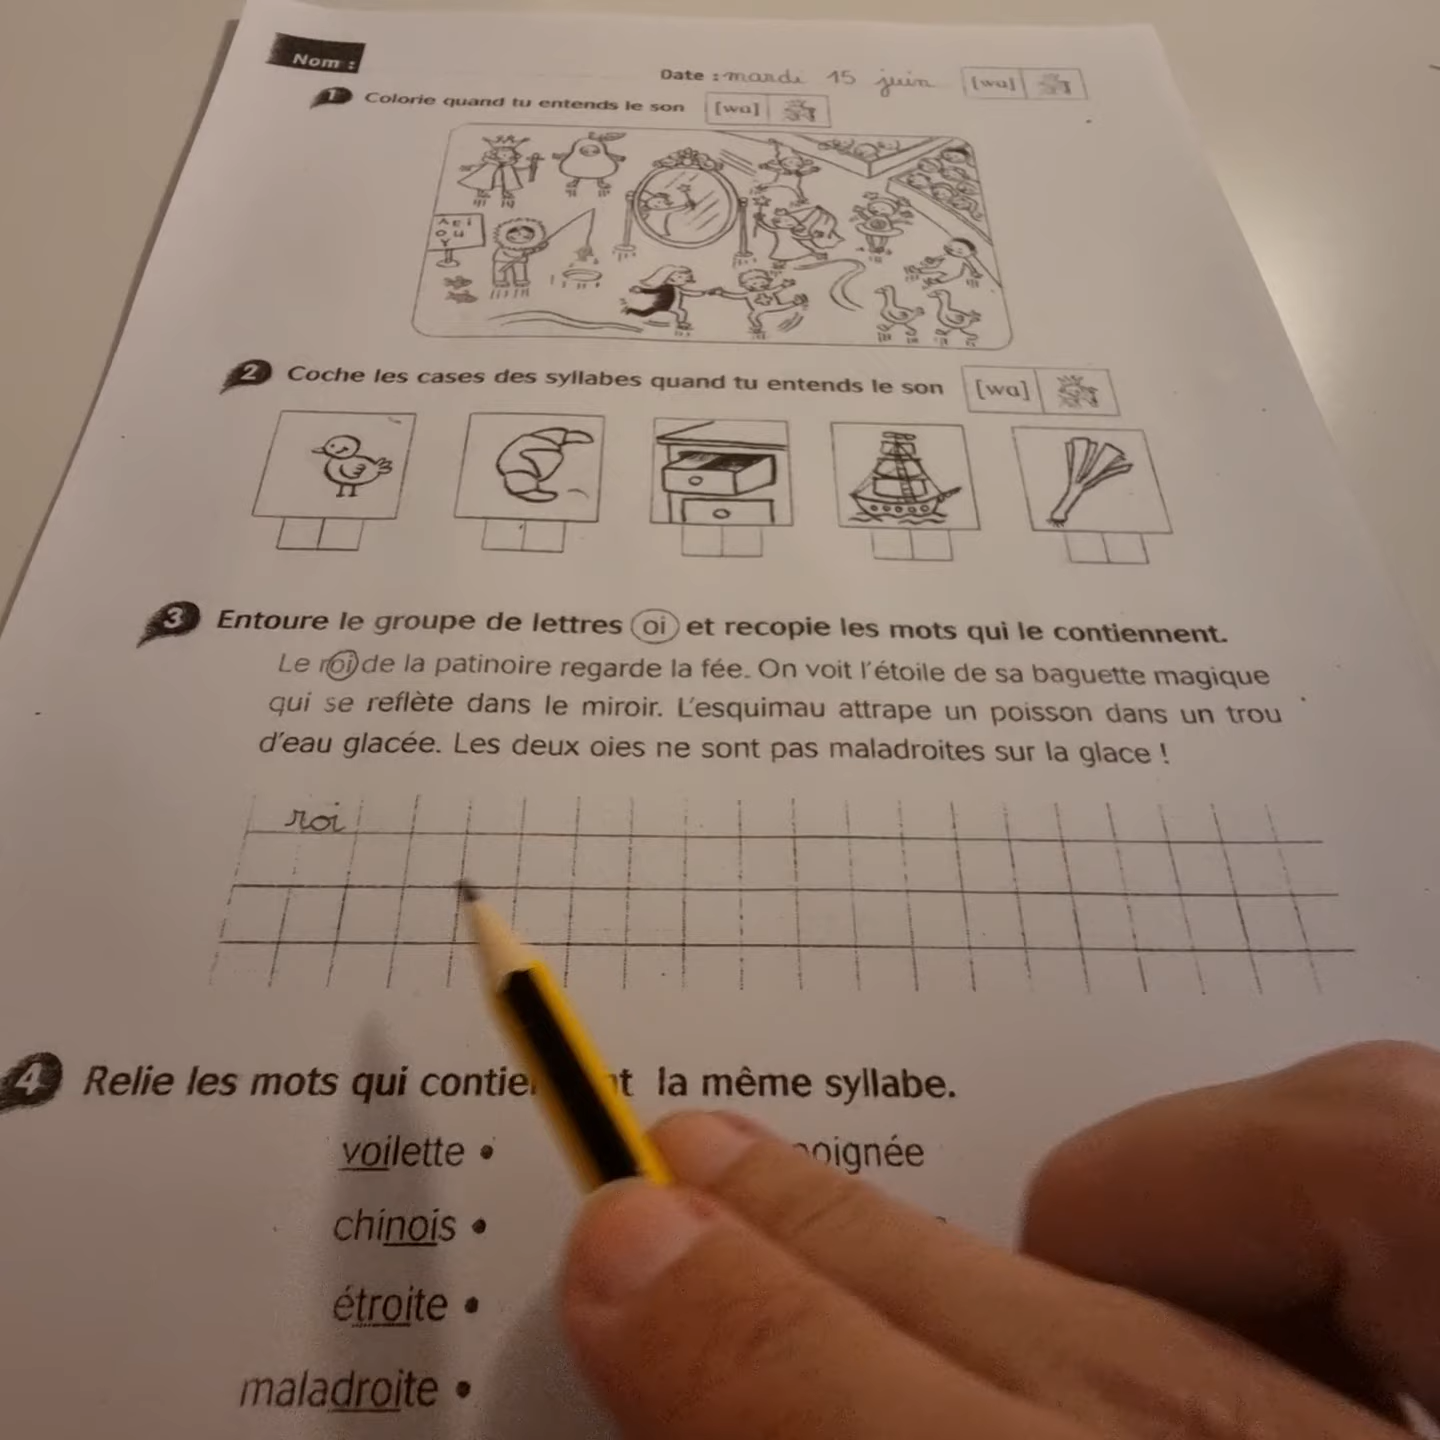 Nom :
Date : mardi 15 juin [wa]
1 Colorie quand tu entends le son [wa]
A E i
O U
Y
2 Coche les cases des syllabes quand tu entends le son [wa]
3 Entoure le groupe de lettres oi et recopie les mots qui le contiennent.
Le roi de la patinoire regarde la fée. On voit l'étoile de sa baguette magique
qui se reflète dans le miroir. L'esquimau attrape un poisson dans un trou
d'eau glacée. Les deux oies ne sont pas maladroites sur la glace !
roi
4 Relie les mots qui la même syllabe.
voilette •
chinois •
étroite •
maladroite •